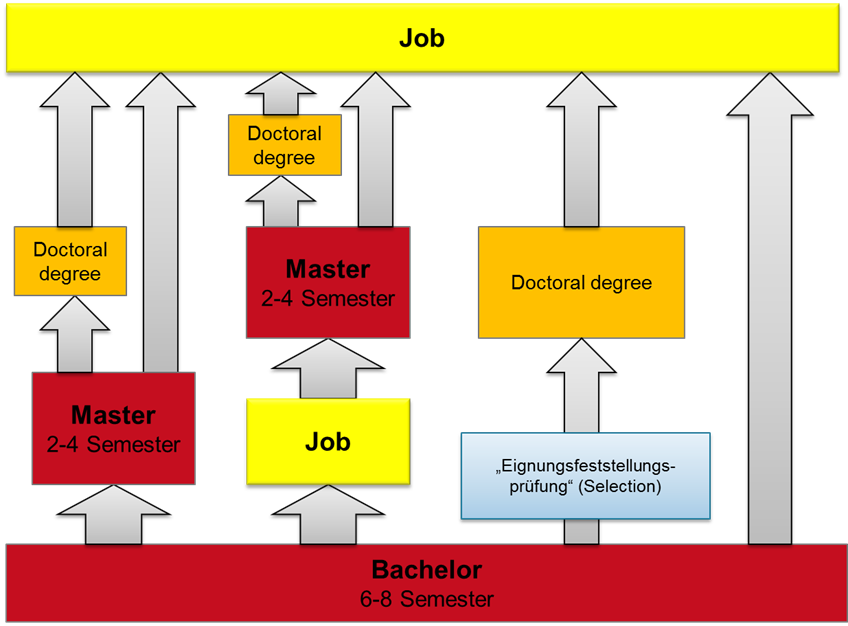 Job
Doctoral
degree
Doctoral
degree
Master
2-4 Semester
Doctoral degree
Master
2-4 Semester
Job
„Eignungsfeststellungs-
prüfung“ (Selection)
Bachelor
6-8 Semester